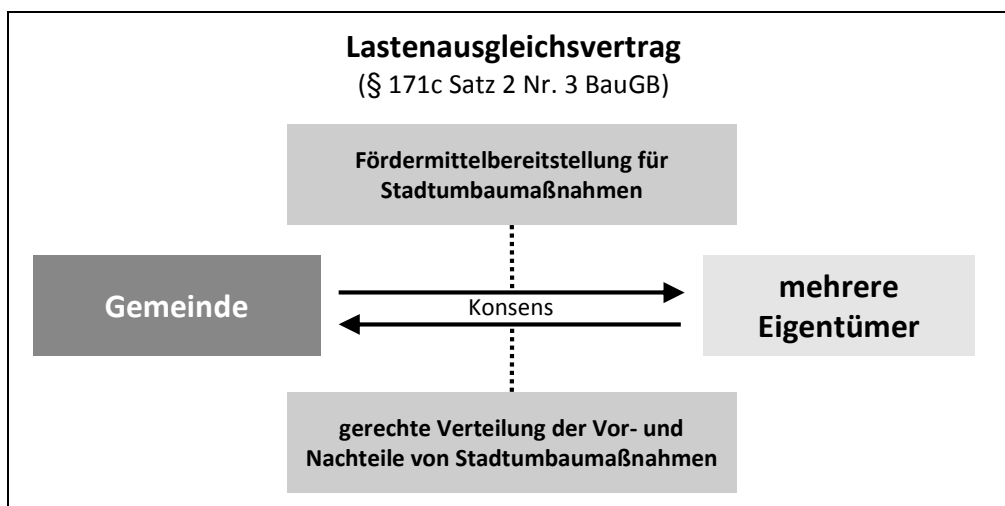 Lastenausgleichsvertrag
(§ 171c Satz 2 Nr. 3 BauGB)
Fördermittelbereitstellung für
Stadtumbaumaßnahmen
Gemeinde
Konsens
mehrere
Eigentümer
gerechte Verteilung der Vor- und
Nachteile von Stadtumbaumaßnahmen